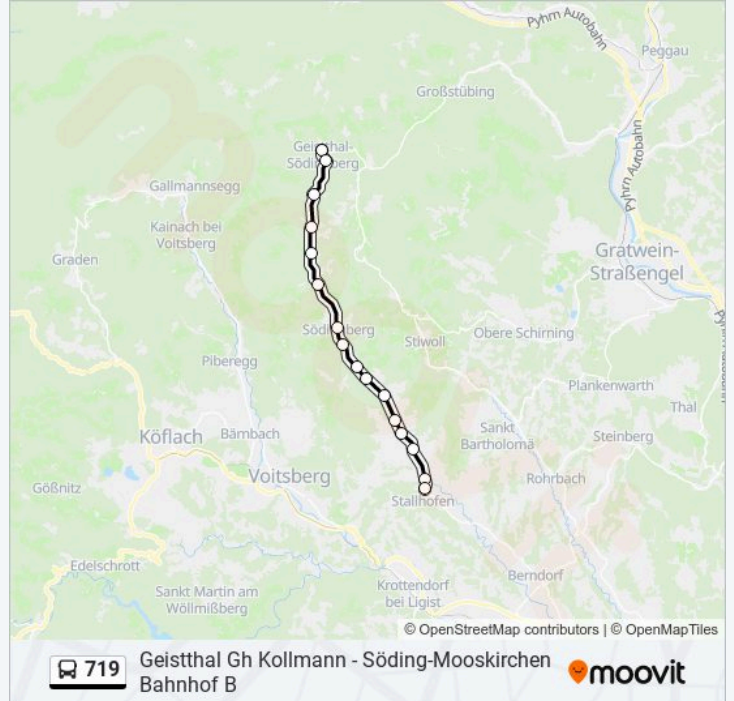 Pyhrn Autobahn
Peggau
Großstübing
Pyhrn Autobahn
Geistthal-
Södingberg
Gallmannsegg
Kainach bei
Voitsberg
Graden
Gratwein-
Straßengel
Södingberg
Stiwoll
Obere Schirning
Piberegg
Plankenwarth
Thal
Köflach
Bärnbach
Sankt
Bartholomä
Steinberg
Voitsberg
Rohrbach
Gößnitz
Stallhofen
Edelschrott
Berndorf
Sankt Martin am
Wöllmißberg
Krottendorf
bei Ligist
© OpenStreetMap contributors | © OpenMapTiles
719
Geistthal Gh Kollmann - Söding-Mooskirchen
Bahnhof B
moovit